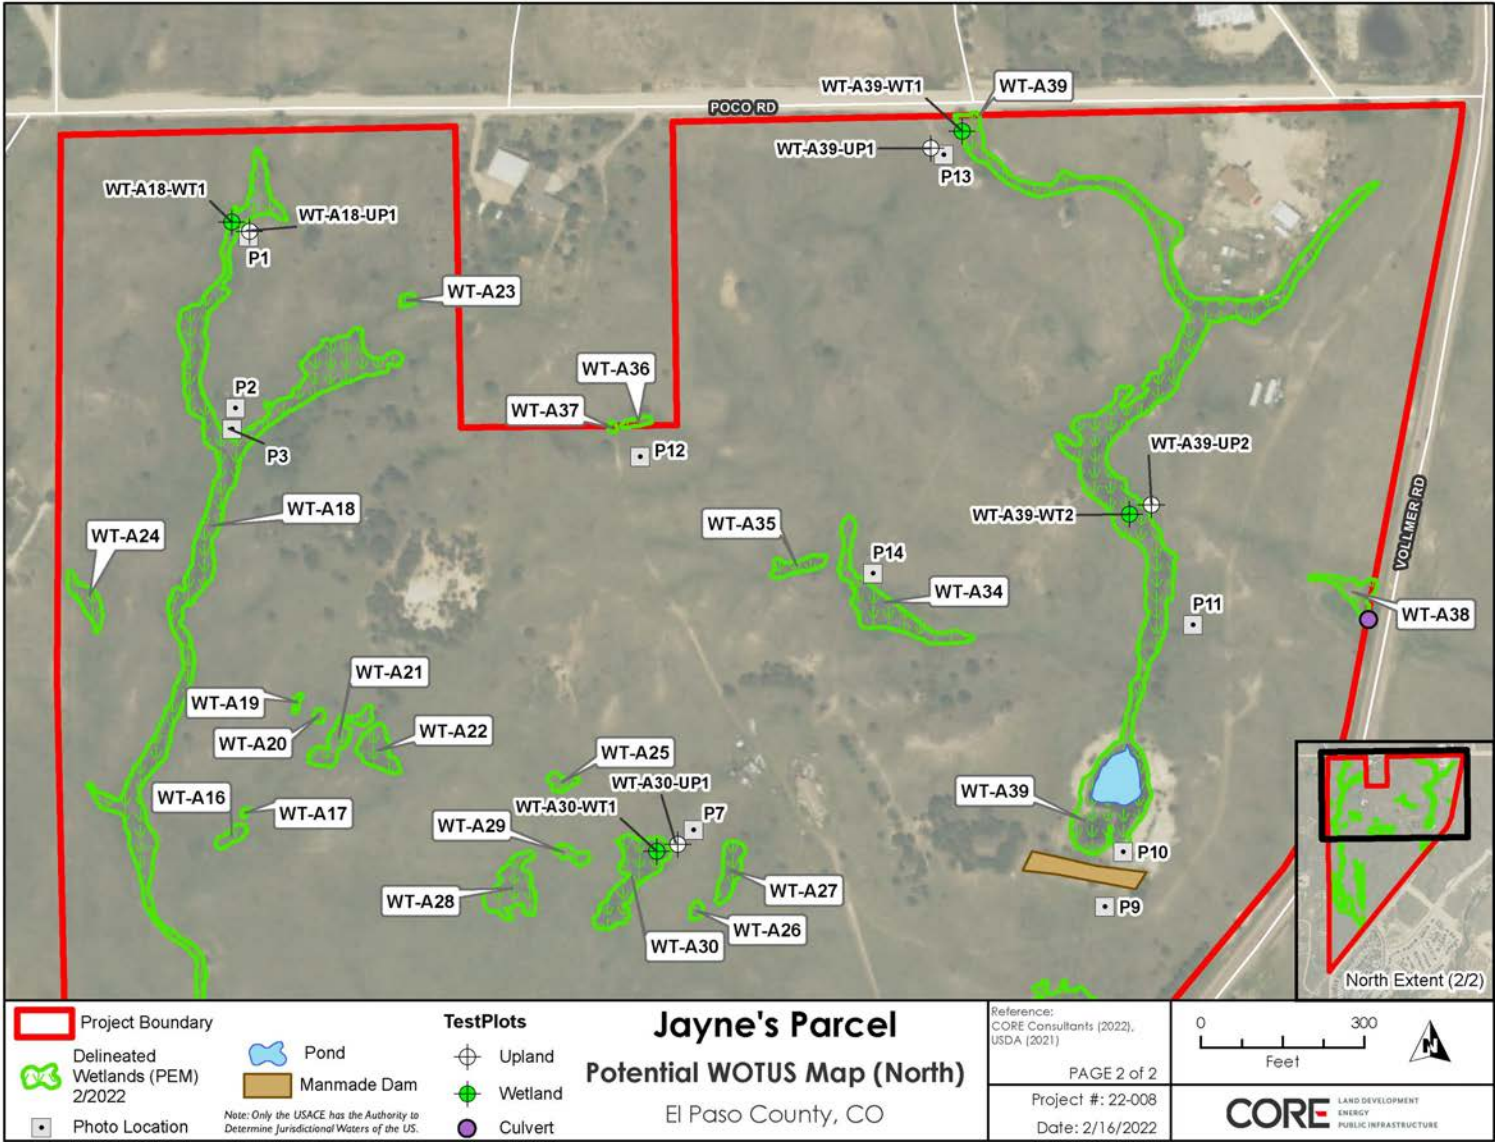 POCO RD
WT-A39-WT1
WT-A39
WT-A39-UP1
P13
WT-A18-WT1
WT-A18-UP1
P1
WT-A23
WT-A36
WT-A37
P2
P3
P12
WT-A39-UP2
WT-A39-WT2
VOLLMER RD
WT-A18
WT-A24
WT-A35
P14
WT-A34
P11
WT-A38
WT-A21
WT-A19
WT-A20
WT-A22
WT-A25
WT-A30-UP1
WT-A16
WT-A17
WT-A30-WT1
P7
WT-A39
WT-A29
P10
WT-A28
WT-A27
WT-A26
P9
WT-A30
North Extent (2/2)
Project Boundary
Delineated
Wetlands (PEM)
2/2022
Photo Location
Pond
Manmade Dam
Note: Only the USACE has the Authority to
Determine Jurisdictional Waters of the US.
TestPlots
Upland
Wetland
Culvert
Jayne's Parcel
Potential WOTUS Map (North)
El Paso County, CO
Reference:
CORE Consultants (2022),
USDA (2021)
PAGE 2 of 2
Project #: 22-008
Date: 2/16/2022
0 300
Feet
N
CORE
LAND DEVELOPMENT
ENERGY
PUBLIC INFRASTRUCTURE